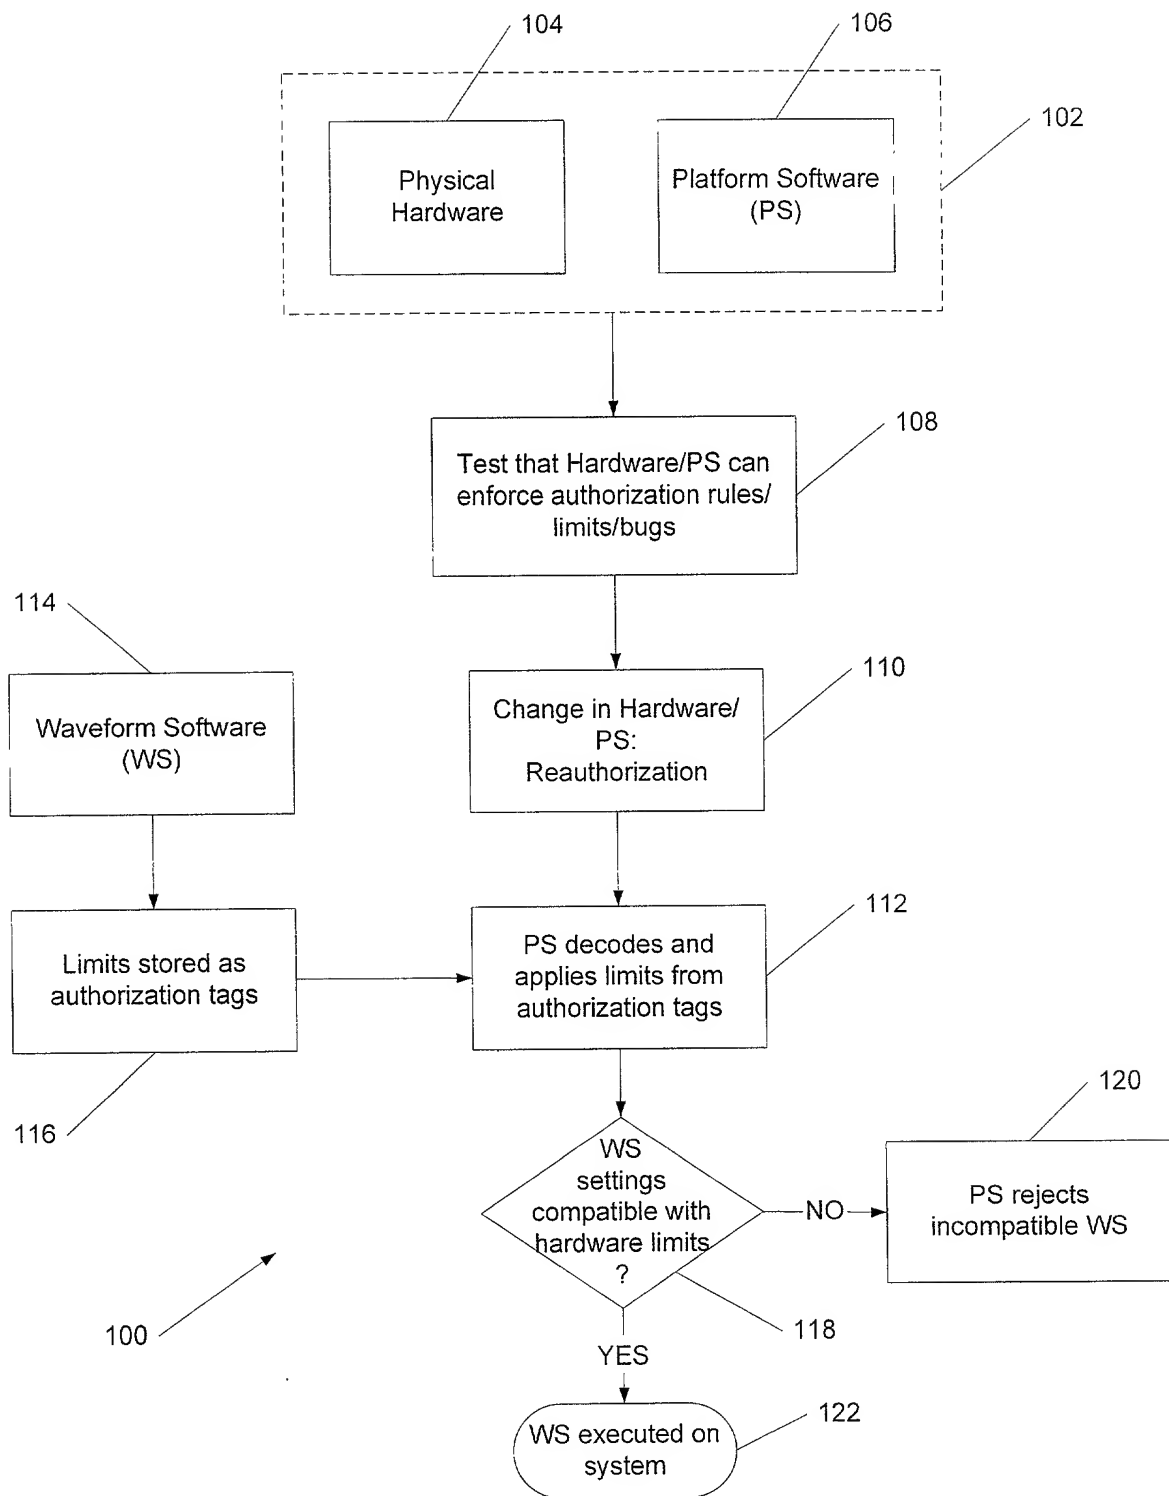 104
106
102
Physical
Hardware
Platform Software
(PS)
108
Test that Hardware/PS can
enforce authorization rules/
limits/bugs
114
110
Waveform Software
(WS)
Change in Hardware/
PS:
Reauthorization
112
Limits stored as
authorization tags
PS decodes and
applies limits from
authorization tags
116
120
WS
settings
compatible with
hardware limits
?
NO
PS rejects
incompatible WS
100
118
YES
122
WS executed on
system